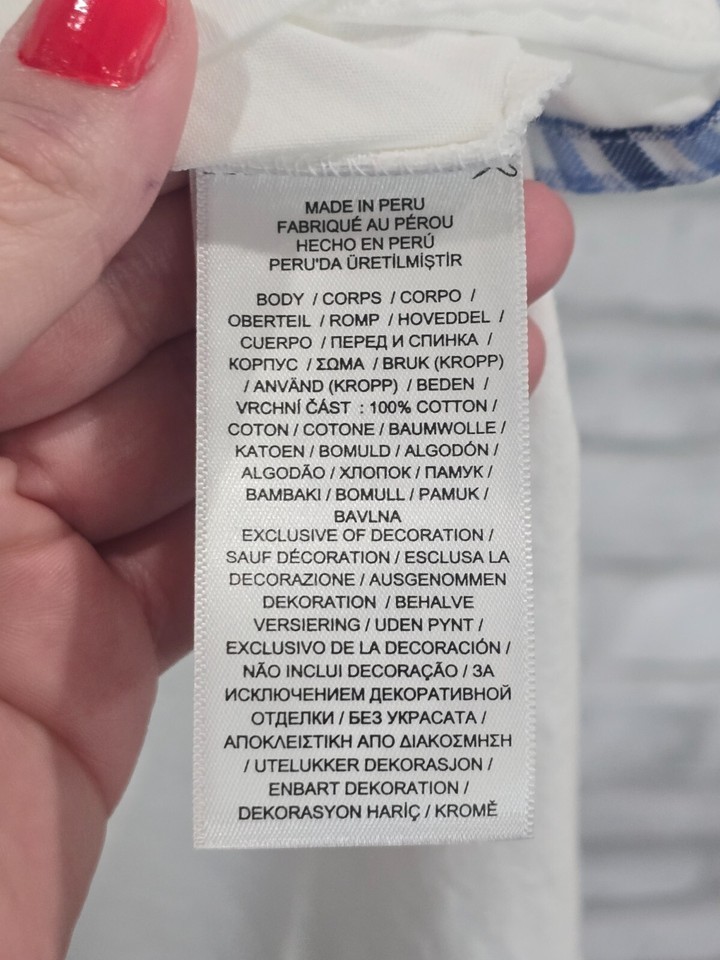 MADE IN PERU
FABRIQUÉ AU PÉROU
HECHO EN PERÚ
PERU'DA ÜRETİLMİŞTİR
BODY / CORPS / CORPO /
OBERTEIL / ROMP / HOVEDDEL /
CUERPO / ПЕРЕД И СПИНКА /
КОРПУС / ΣΩΜΑ / BRUK (KROPP)
/ ANVÄND (KROPP) / BEDEN /
VRCHNÍ ČÁST : 100% COTTON /
COTON / COTONE / BAUMWOLLE /
KATOEN / BOMULD / ALGODÓN /
ALGODÃO / ХЛОПОК / ПАМУК /
BAMBAKI / BOMULL / PAMUK /
BAVLNA
EXCLUSIVE OF DECORATION /
SAUF DÉCORATION / ESCLUSA LA
DECORAZIONE / AUSGENOMMEN
DEKORATION / BEHALVE
VERSIERING / UDEN PYNT /
EXCLUSIVO DE LA DECORACIÓN /
NÃO INCLUI DECORAÇÃO / ЗА
ИСКЛЮЧЕНИЕМ ДЕКОРАТИВНОЙ
ОТДЕЛКИ / БЕЗ УКРАСАТА /
ΑΠΟΚΛΕΙΣΤΙΚΗ ΑΠΟ ΔΙΑΚΟΣΜΗΣΗ
/ UTELUKKER DEKORASJON /
ENBART DEKORATION /
DEKORASYON HARİÇ / KROMĚ